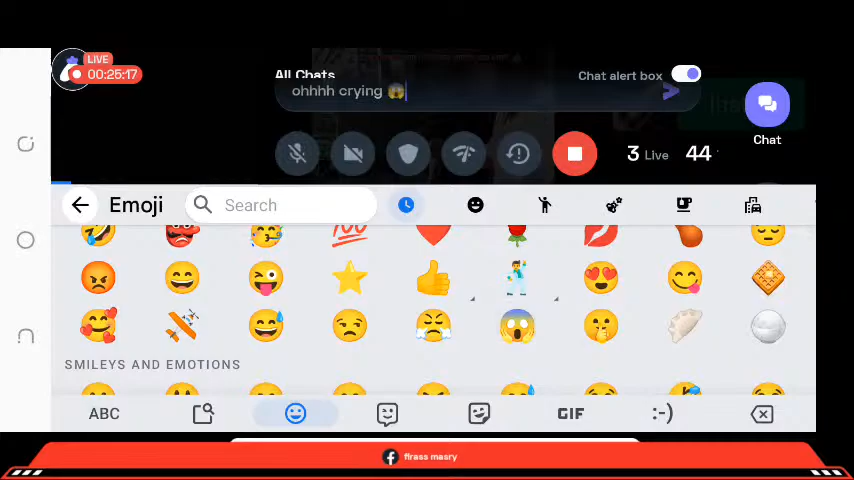 LIVE
00:25:17
All Chats
Chat alert box
ohhhh crying 😱
Chat
3 Live 44
Emoji
Search
SMILEYS AND EMOTIONS
ABC
GIF
:-)
firass masry